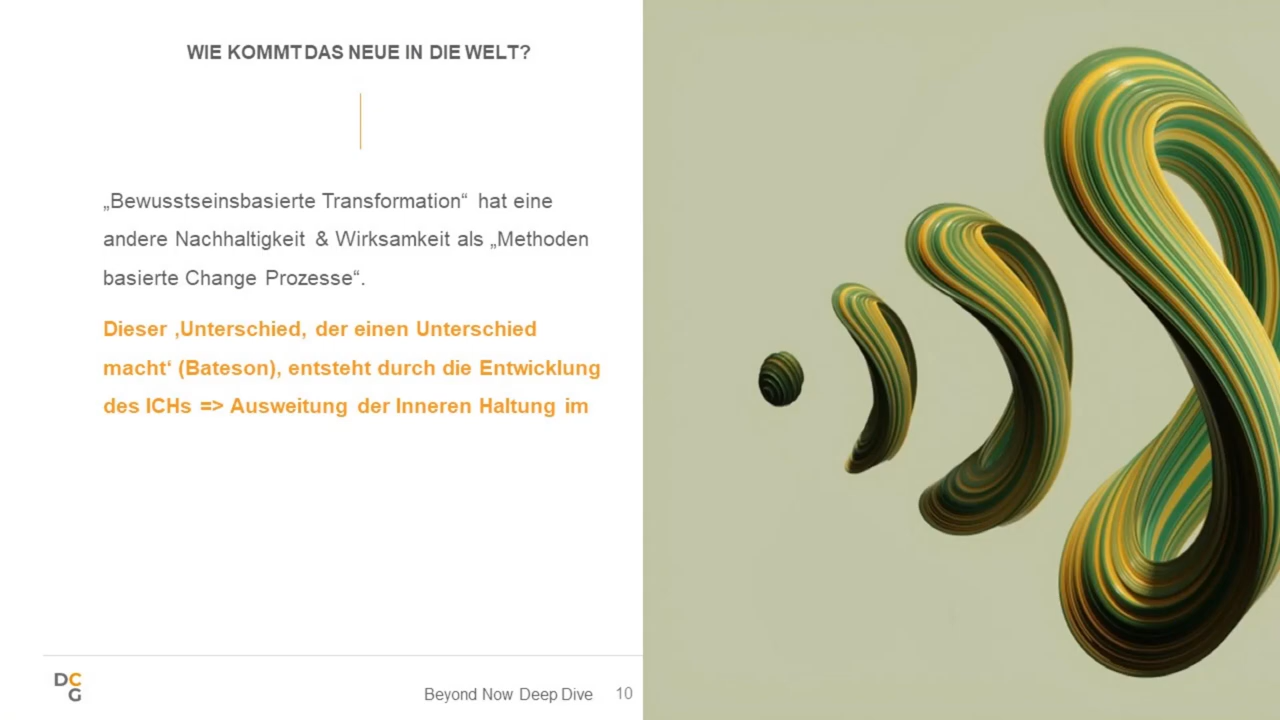 WIE KOMMT DAS NEUE IN DIE WELT?
„Bewusstseinsbasierte Transformation“ hat eine
andere Nachhaltigkeit & Wirksamkeit als „Methoden
basierte Change Prozesse“.
Dieser ‚Unterschied, der einen Unterschied
macht‘ (Bateson), entsteht durch die Entwicklung
des ICHs => Ausweitung der Inneren Haltung im
DC
G
Beyond Now Deep Dive 10